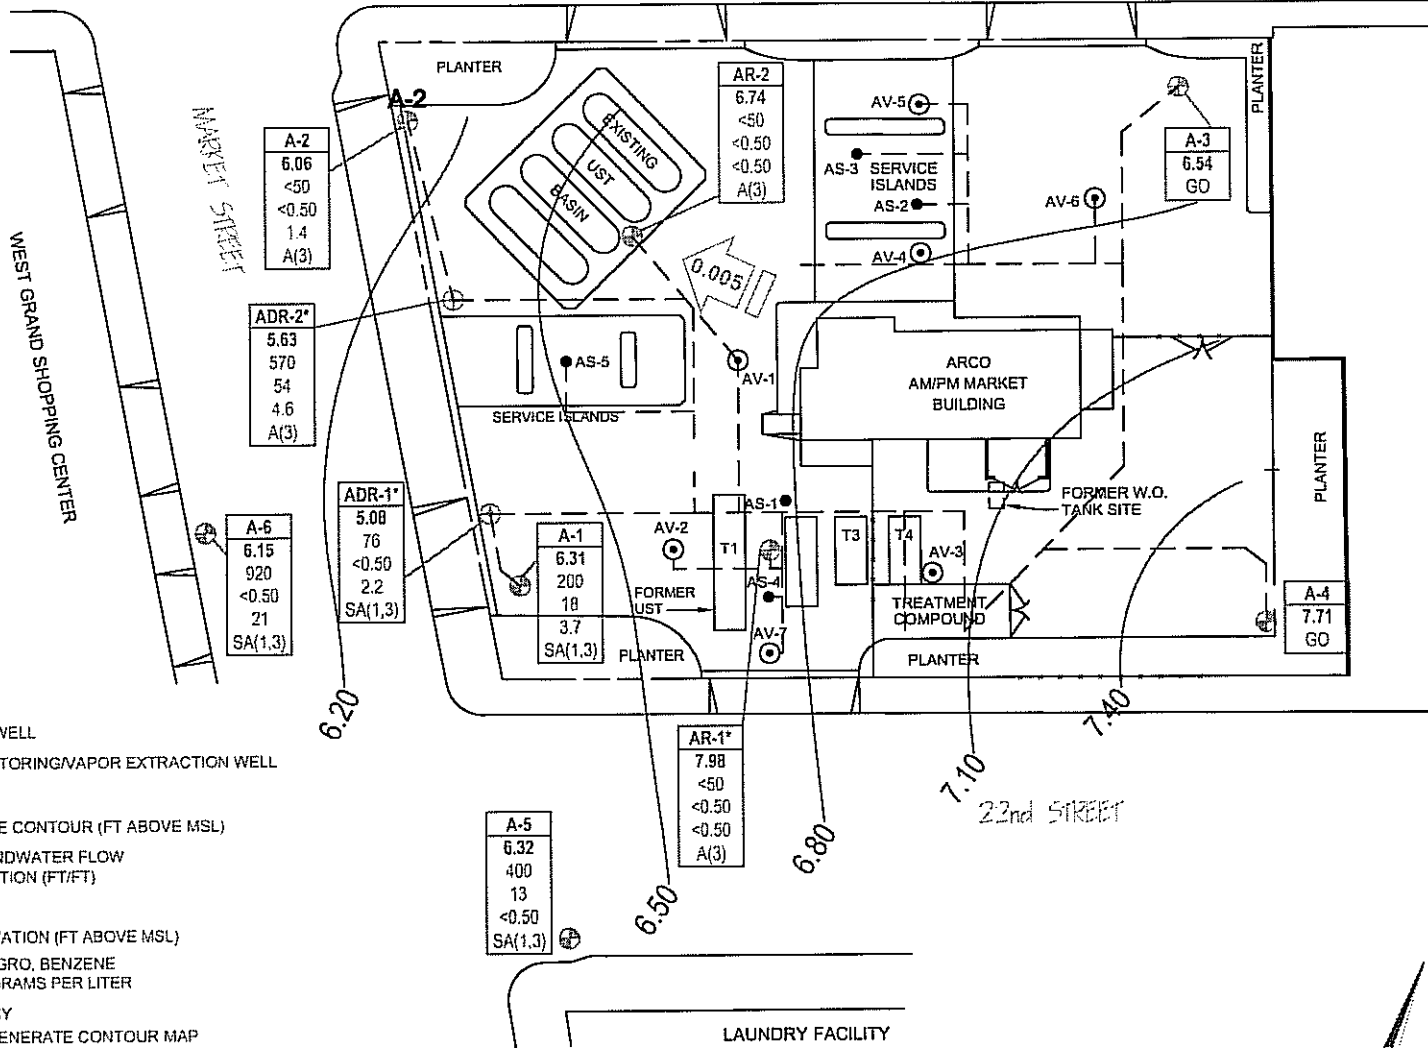 PLANTER
PLANTER
A-2
MARKET STREET
WEST GRAND SHOPPING CENTER
A-2
6.06
<50
<0.50
1.4
A(3)
EXISTING
UST
BASIN
AR-2
6.74
<50
<0.50
<0.50
A(3)
AV-5
AS-3
SERVICE
ISLANDS
AS-2
AV-4
AV-6
A-3
6.54
GO
0.005
ADR-2*
5.63
570
54
4.6
A(3)
AS-5
SERVICE ISLANDS
AV-1
ARCO
AM/PM MARKET
BUILDING
PLANTER
ADR-1*
5.08
76
<0.50
2.2
SA(1,3)
A-6
6.15
920
<0.50
21
SA(1,3)
A-1
6.31
200
18
3.7
SA(1,3)
AV-2
T1
AS-1
AS-4
T3
T4
AV-3
FORMER W.O.
TANK SITE
FORMER
UST
AV-7
TREATMENT
COMPOUND
A-4
7.71
GO
PLANTER
PLANTER
6.20
AR-1*
7.98
<50
<0.50
<0.50
A(3)
7.40
7.10
22nd STREET
6.80
6.50
A-5
6.32
400
13
<0.50
SA(1,3)
WELL
TORING/VAPOR EXTRACTION WELL
E CONTOUR (FT ABOVE MSL)
NDWATER FLOW
TION (FT/FT)
ATION (FT ABOVE MSL)
GRO, BENZENE
GRAMS PER LITER
Y
ENERATE CONTOUR MAP
LAUNDRY FACILITY